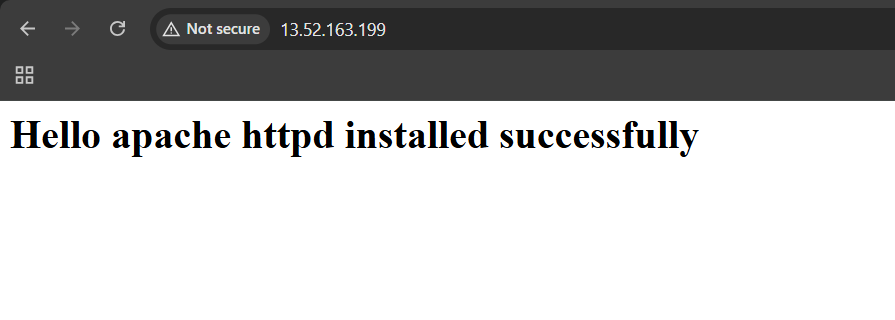 Not secure 13.52.163.199
Hello apache httpd installed successfully